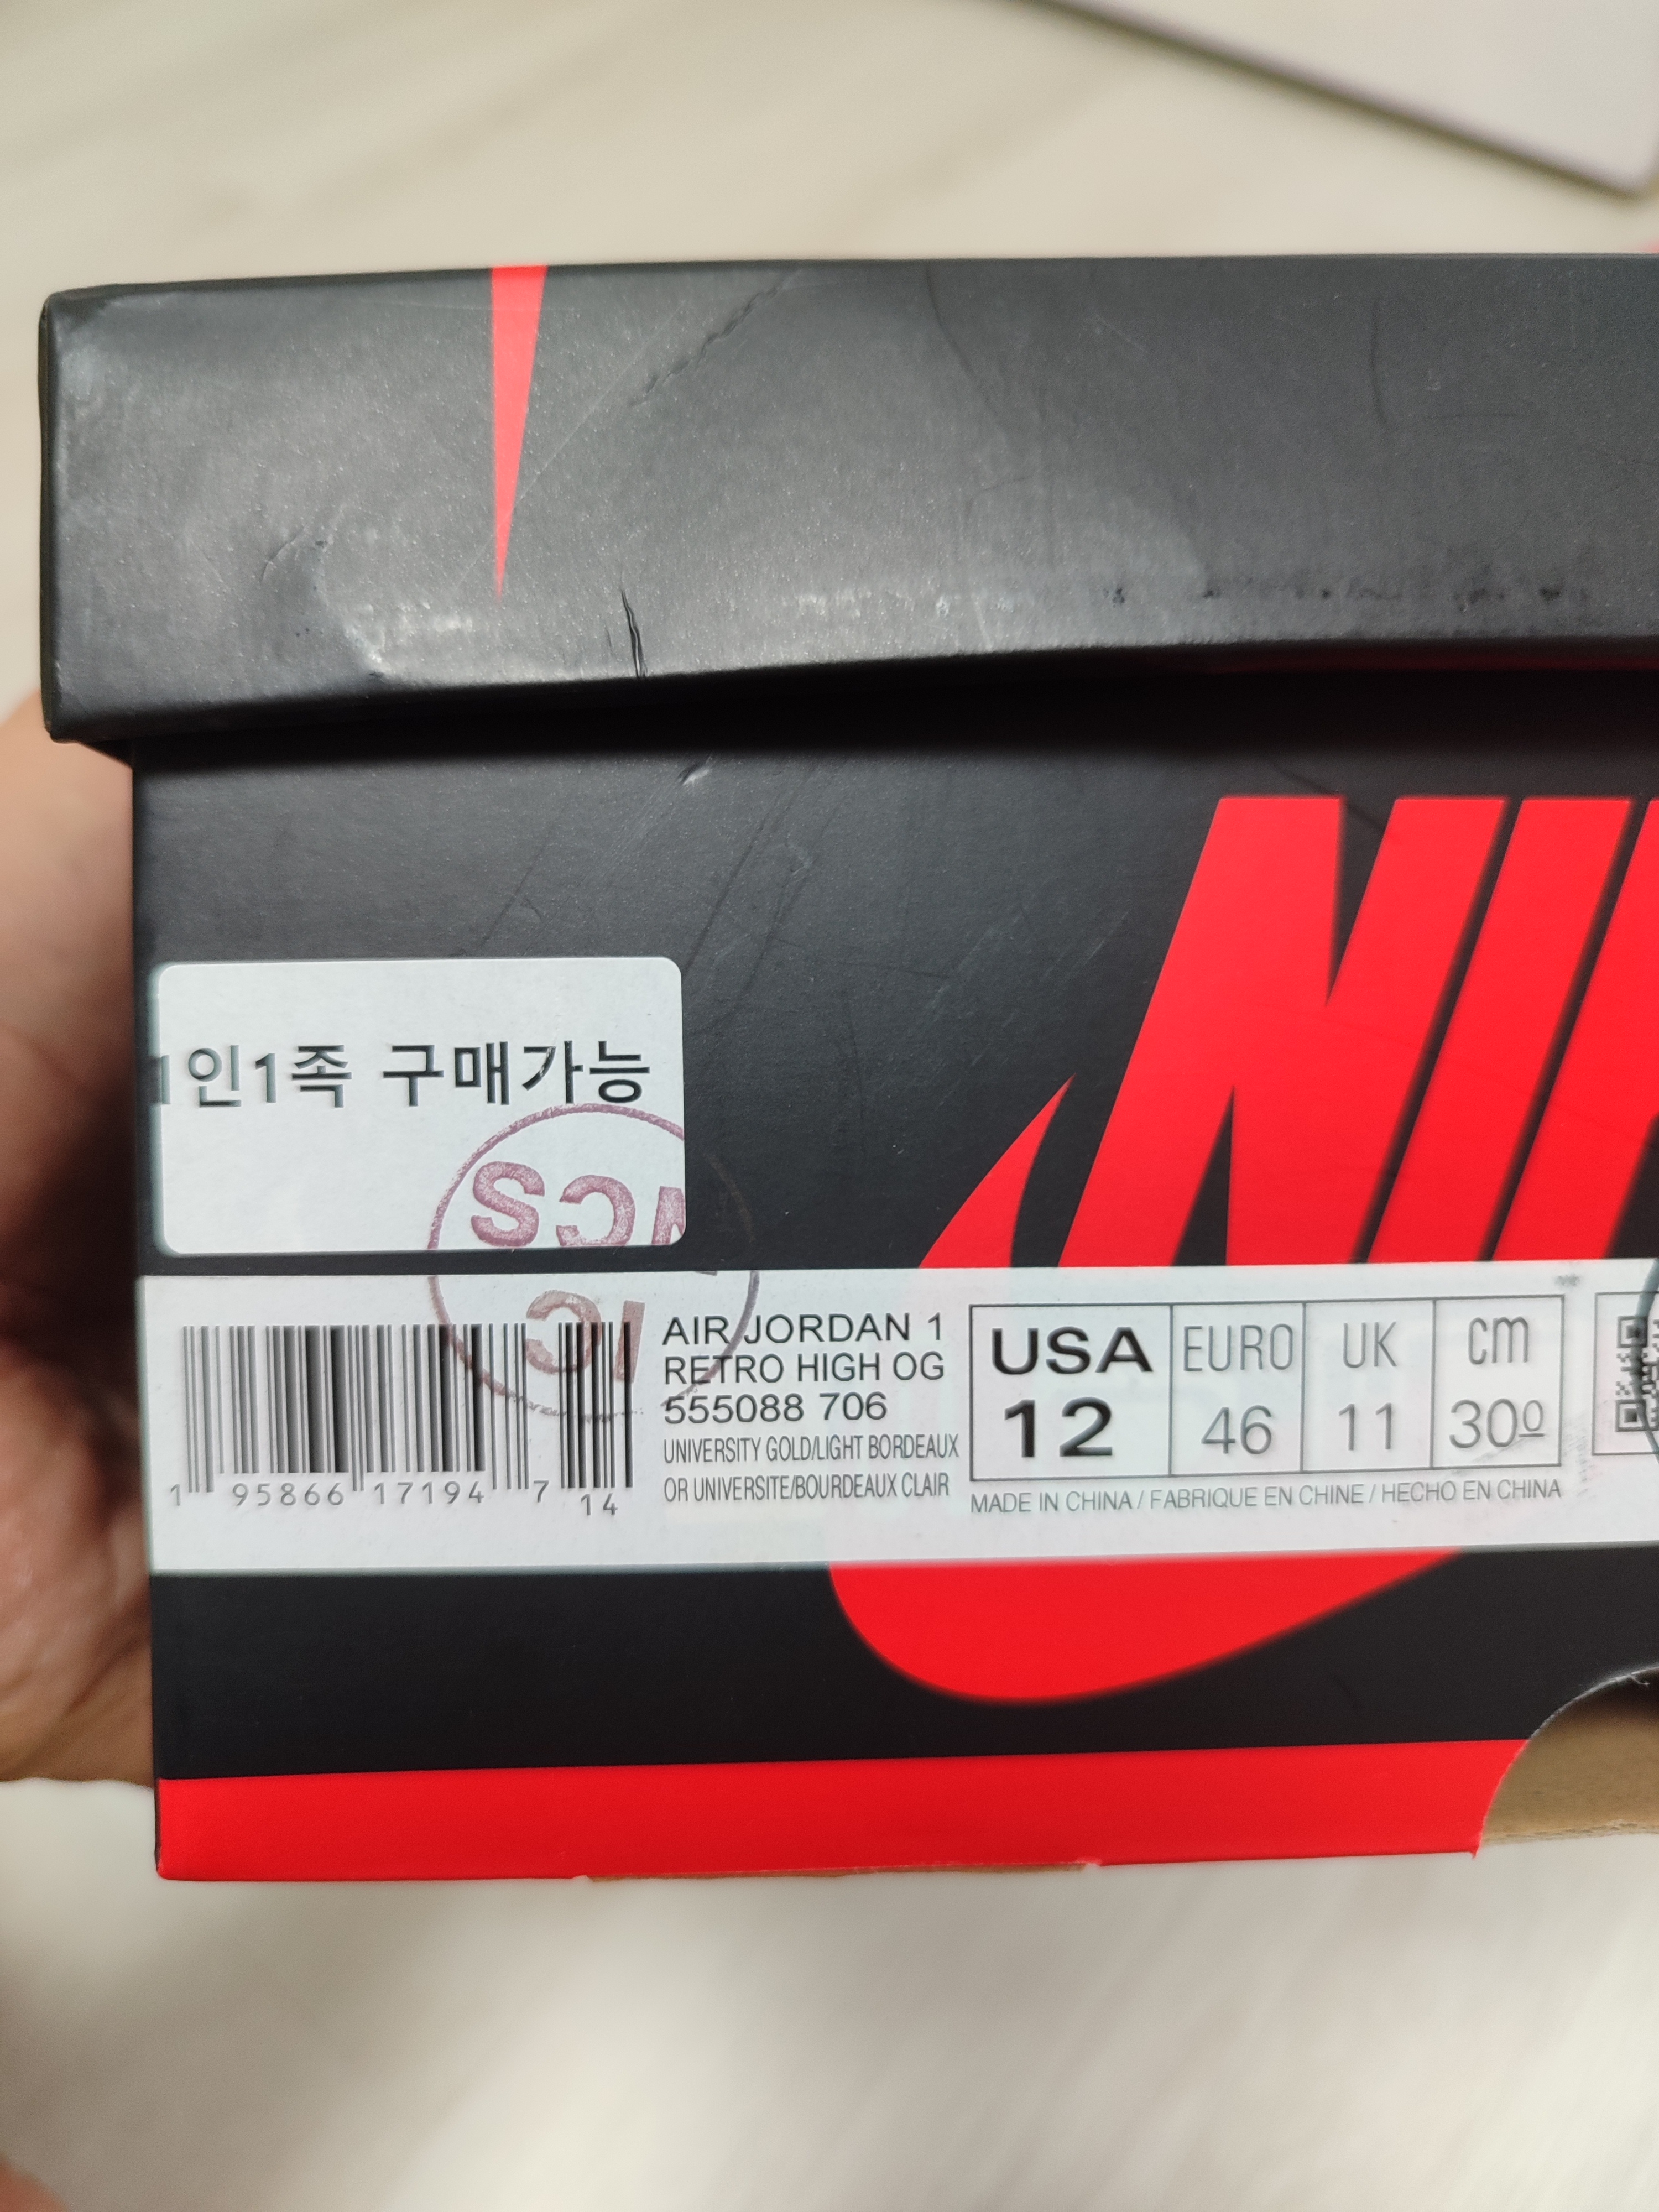 1인1족 구매가능
AIR JORDAN 1
RETRO HIGH OG
555088 706
UNIVERSITY GOLD/LIGHT BORDEAUX
OR UNIVERSITE/BOURDEAUX CLAIR
USA EURO UK cm
12 46 11 30⁰
MADE IN CHINA / FABRIQUE EN CHINE / HECHO EN CHINA
1 95866 17194 7 14